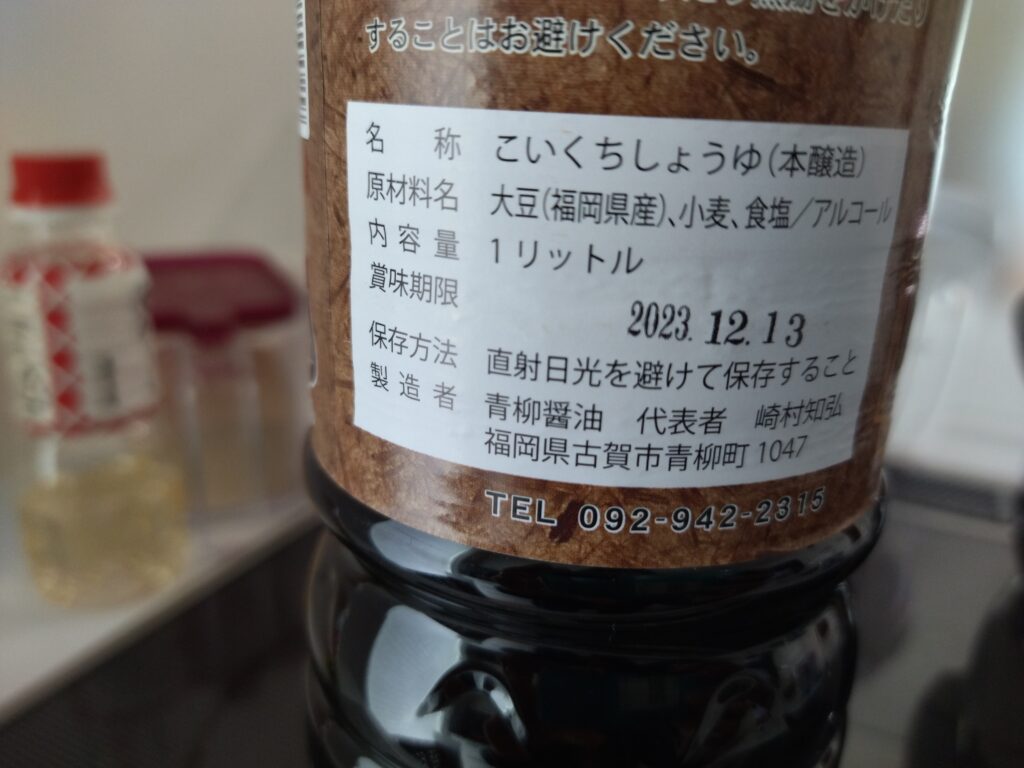 することはお避けください。
名 称 こいくちしょうゆ(本醸造)
原材料名 大豆(福岡県産)、小麦、食塩/アルコール
内容量 1リットル
賞味期限
2023.12.13
保存方法 直射日光を避けて保存すること
製造者 青柳醤油 代表者 崎村知弘
福岡県古賀市青柳町1047
TEL 092-942-2315